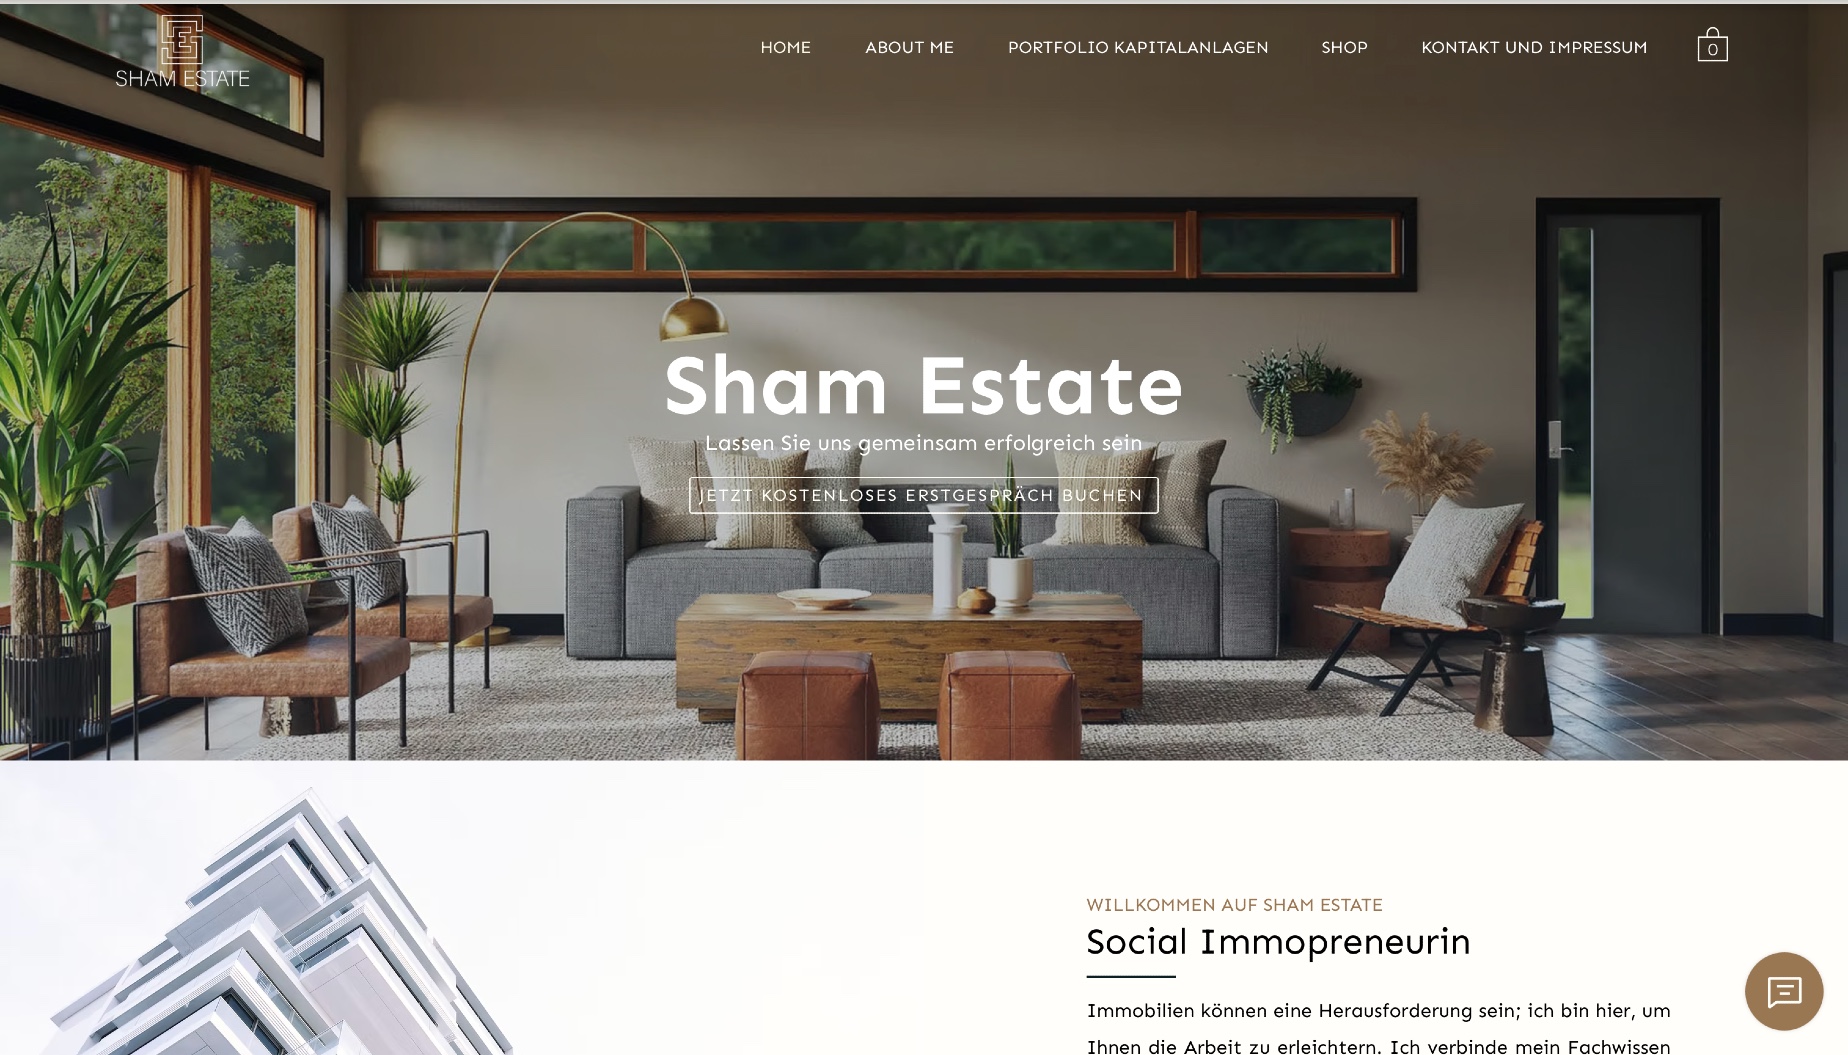 SHAM ESTATE
HOME ABOUT ME PORTFOLIO KAPITALANLAGEN SHOP KONTAKT UND IMPRESSUM 0
Sham Estate
Lassen Sie uns gemeinsam erfolgreich sein
JETZT KOSTENLOSES ERSTGESPRÄCH BUCHEN
WILLKOMMEN AUF SHAM ESTATE
Social Immopreneurin
Immobilien können eine Herausforderung sein; ich bin hier, um
Ihnen die Arbeit zu erleichtern. Ich verbinde mein Fachwissen